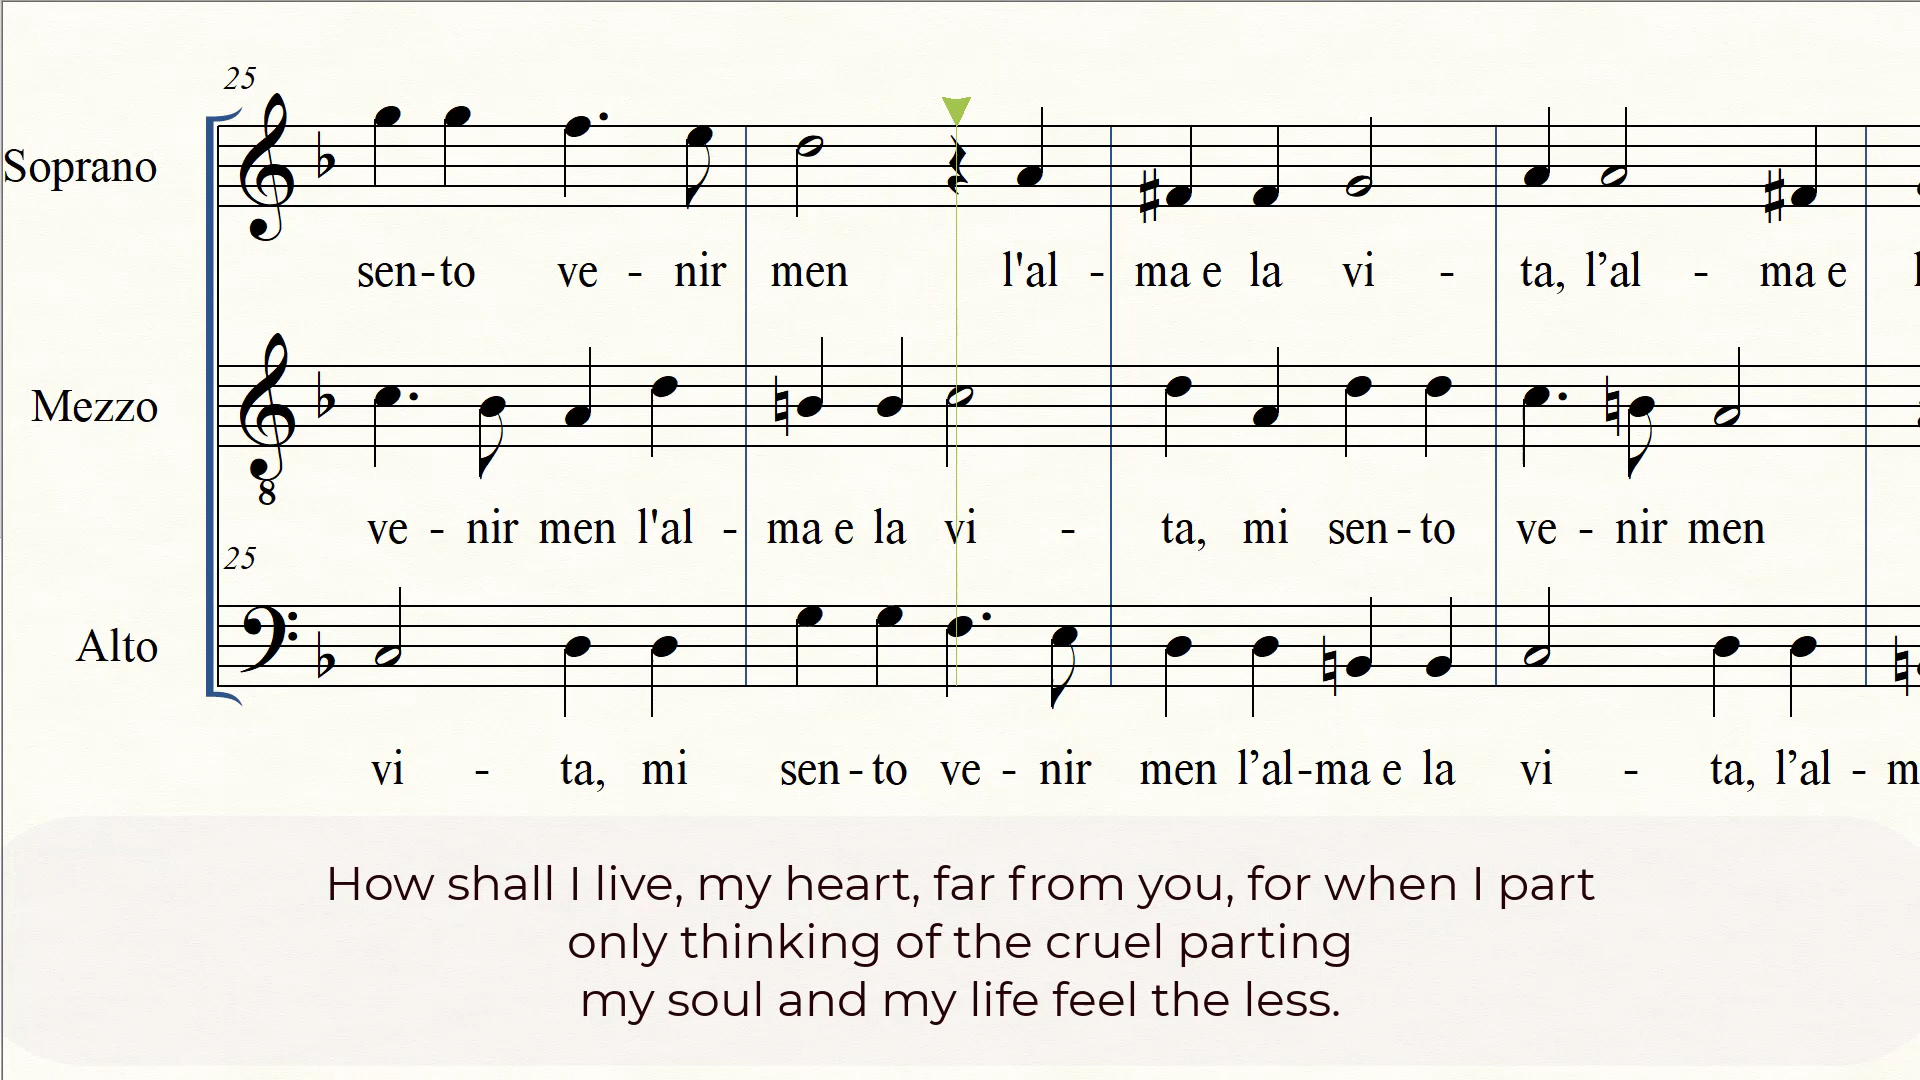 25
Soprano
sen-to ve - nir men l'al - ma e la vi - ta, l’al - ma e
Mezzo
8
ve - nir men l'al - ma e la vi - ta, mi sen-to ve - nir men
25
Alto
vi - ta, mi sen-to ve - nir men l’al-ma e la vi - ta, l’al - m
How shall I live, my heart, far from you, for when I part
only thinking of the cruel parting
my soul and my life feel the less.